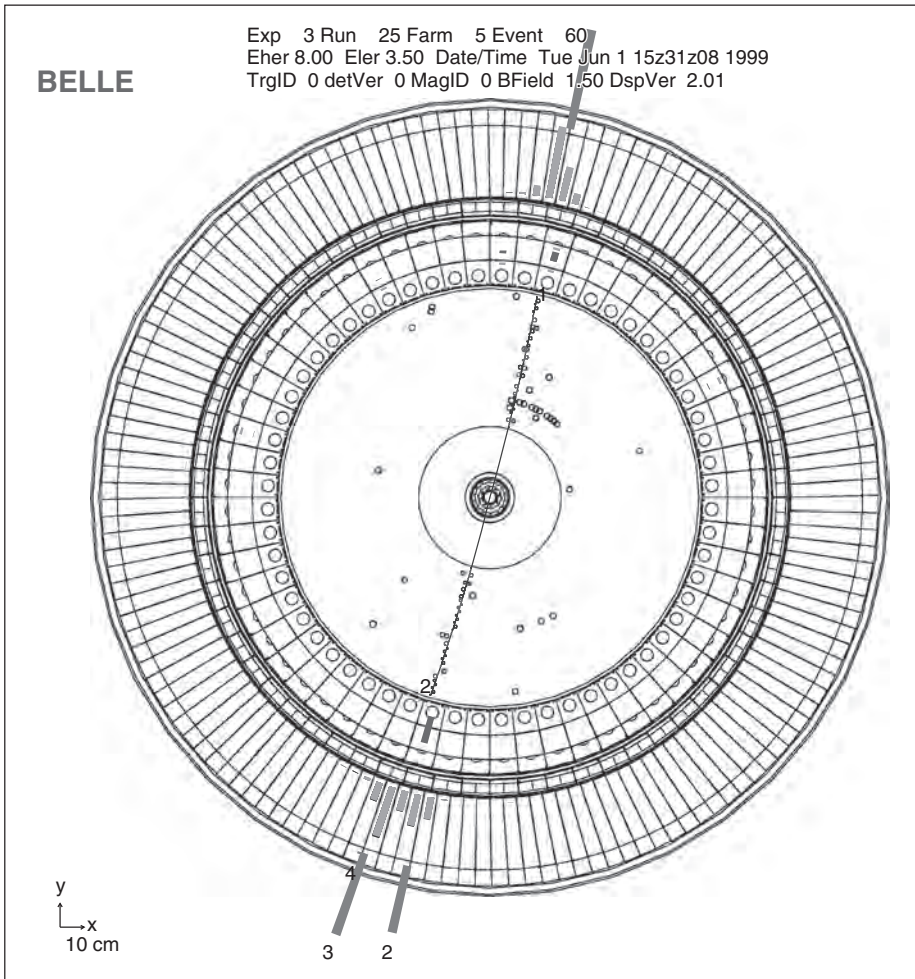 Exp 3 Run 25 Farm 5 Event 60
Eher 8.00 Eler 3.50 Date/Time Tue Jun 1 15z31z08 1999
BELLE
TrgID 0 detVer 0 MagID 0 BField 1.50 DspVer 2.01
1
2
4
y
x
10 cm
3 2